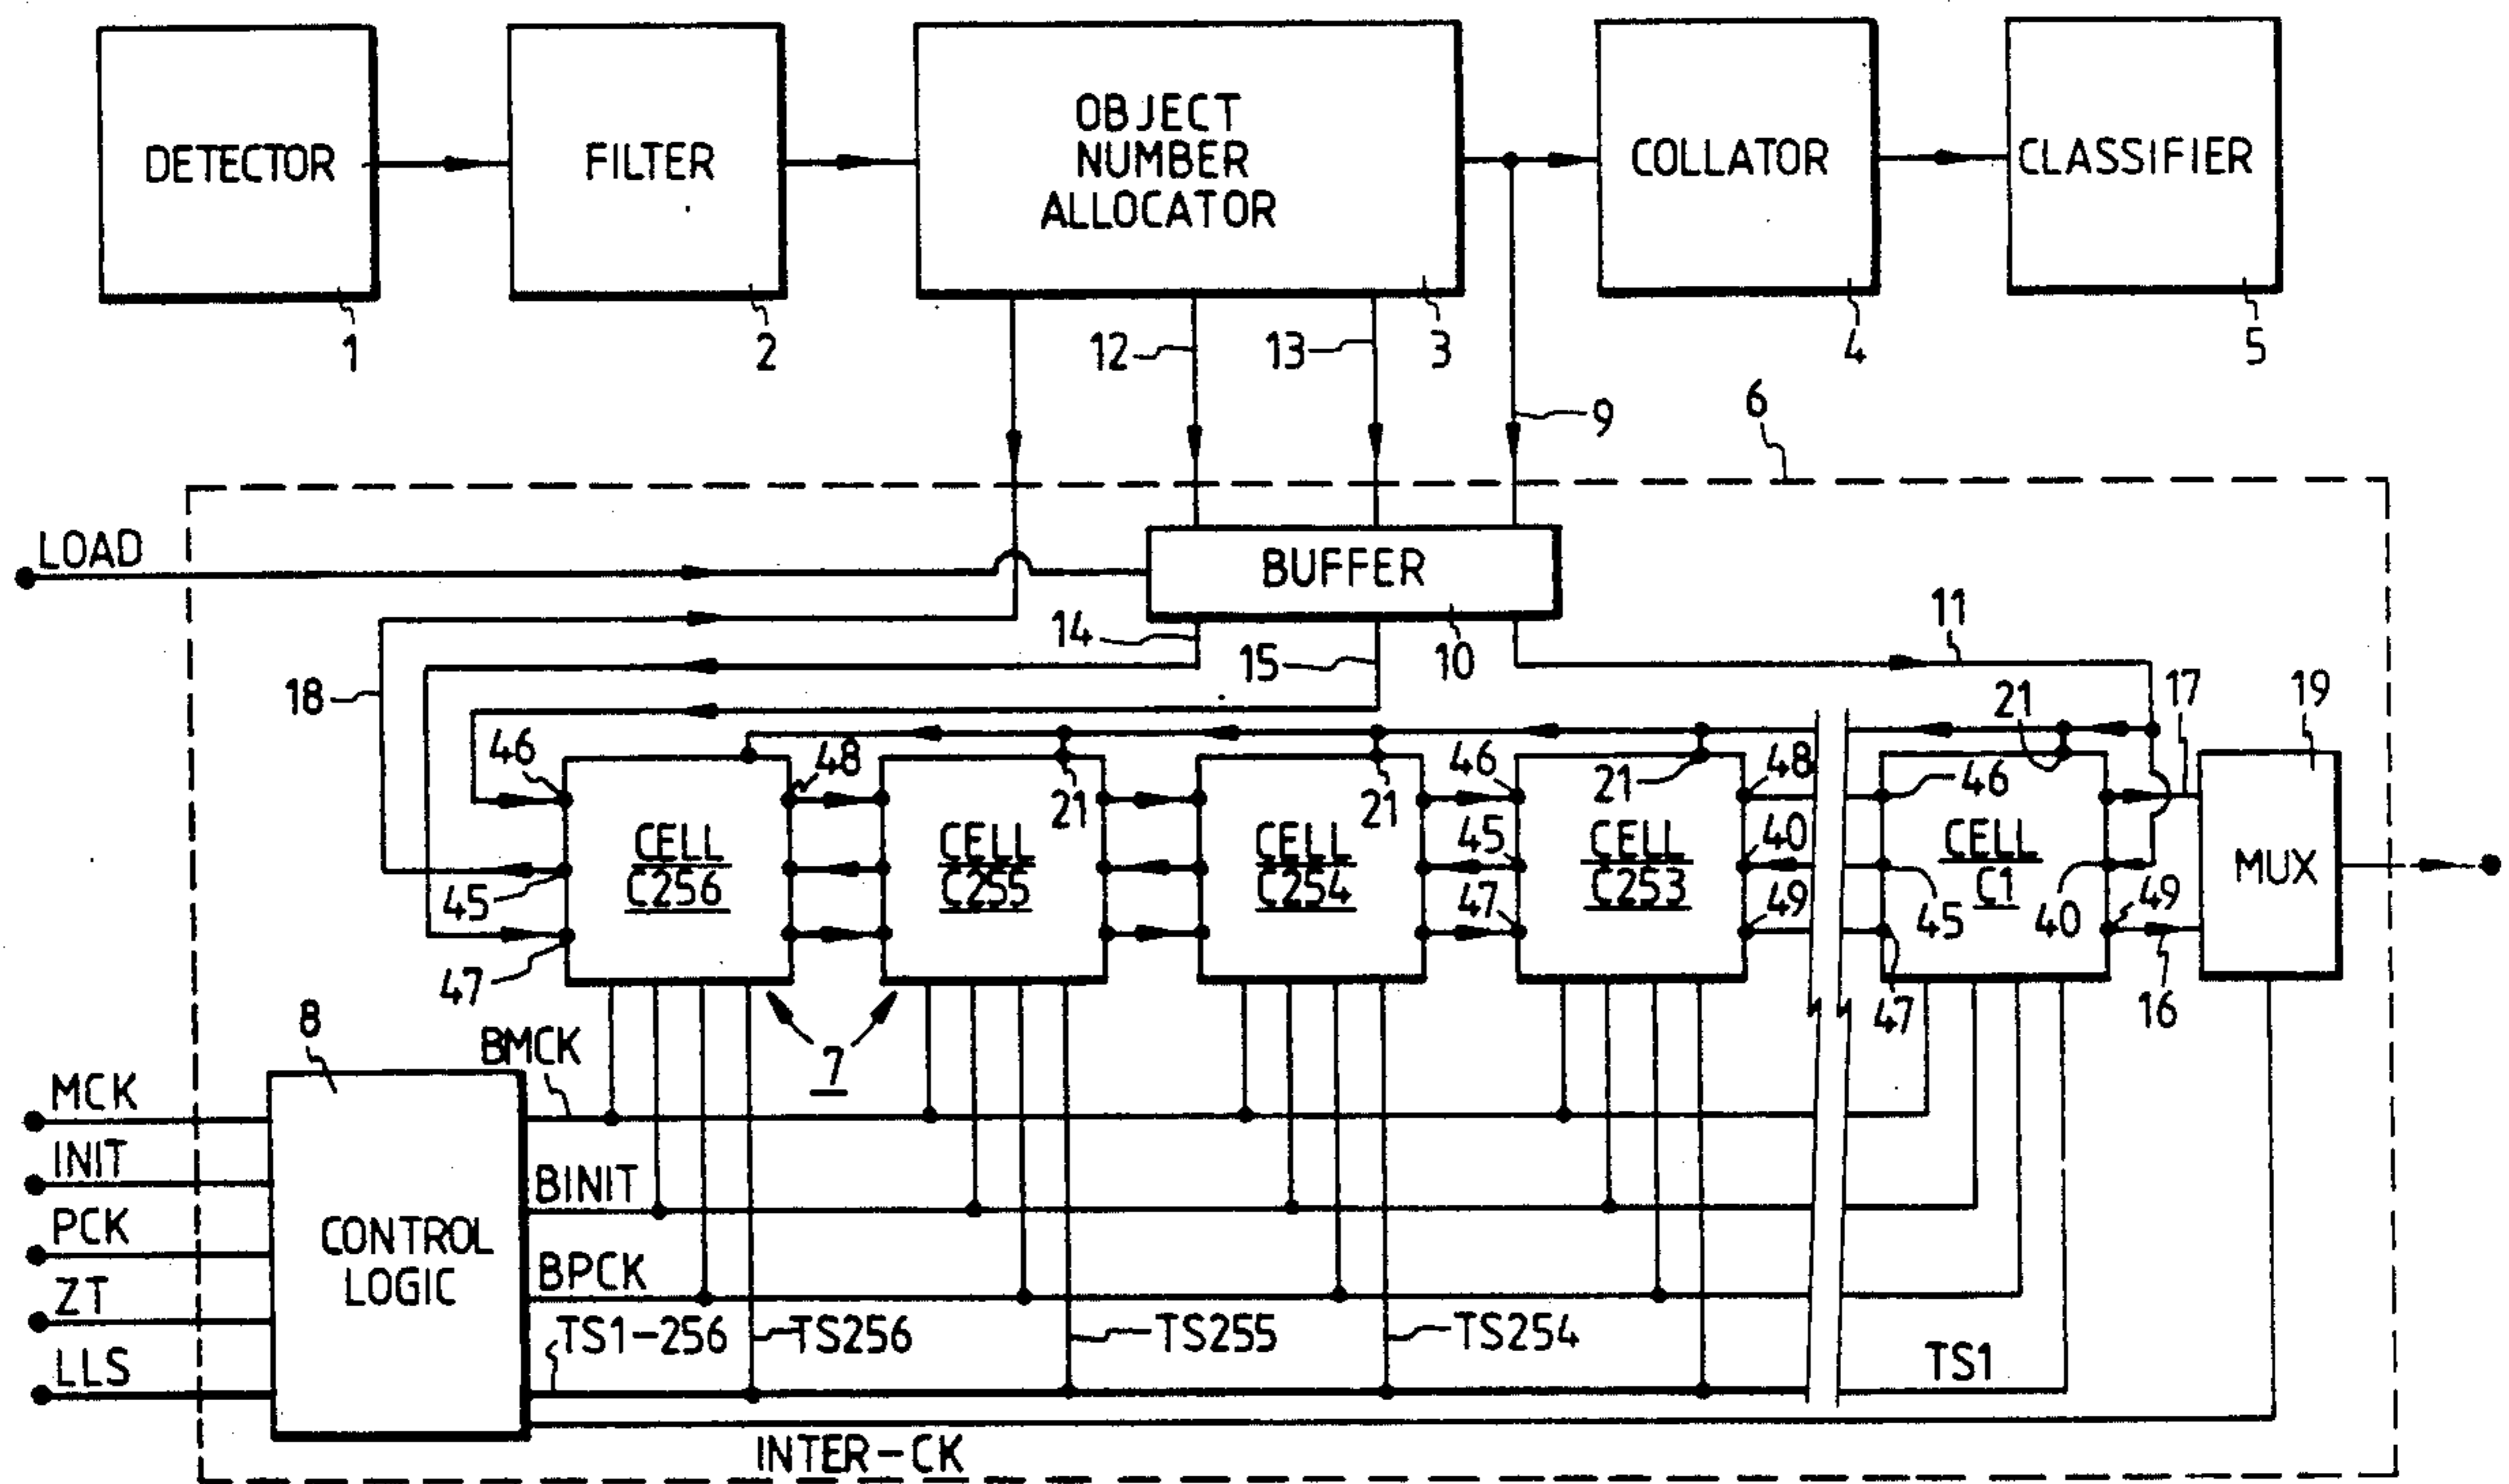 DETECTOR
FILTER
OBJECT
NUMBER
ALLOCATOR
COLLATOR
CLASSIFIER
1
2
12
13
3
4
5
9
6
LOAD
BUFFER
14
15
10
11
18
21
17
19
46
48
21
21
46
21
48
46
CELL
C256
CELL
C255
CELL
C254
45
CELL
C253
40
CELL
C1
MUX
45
47
49
45
40
49
47
47
16
8
7
BMCK
MCK
INIT
PCK
ZT
LLS
CONTROL
LOGIC
BINIT
BPCK
TS1-256
TS256
TS255
TS254
TS1
INTER-CK